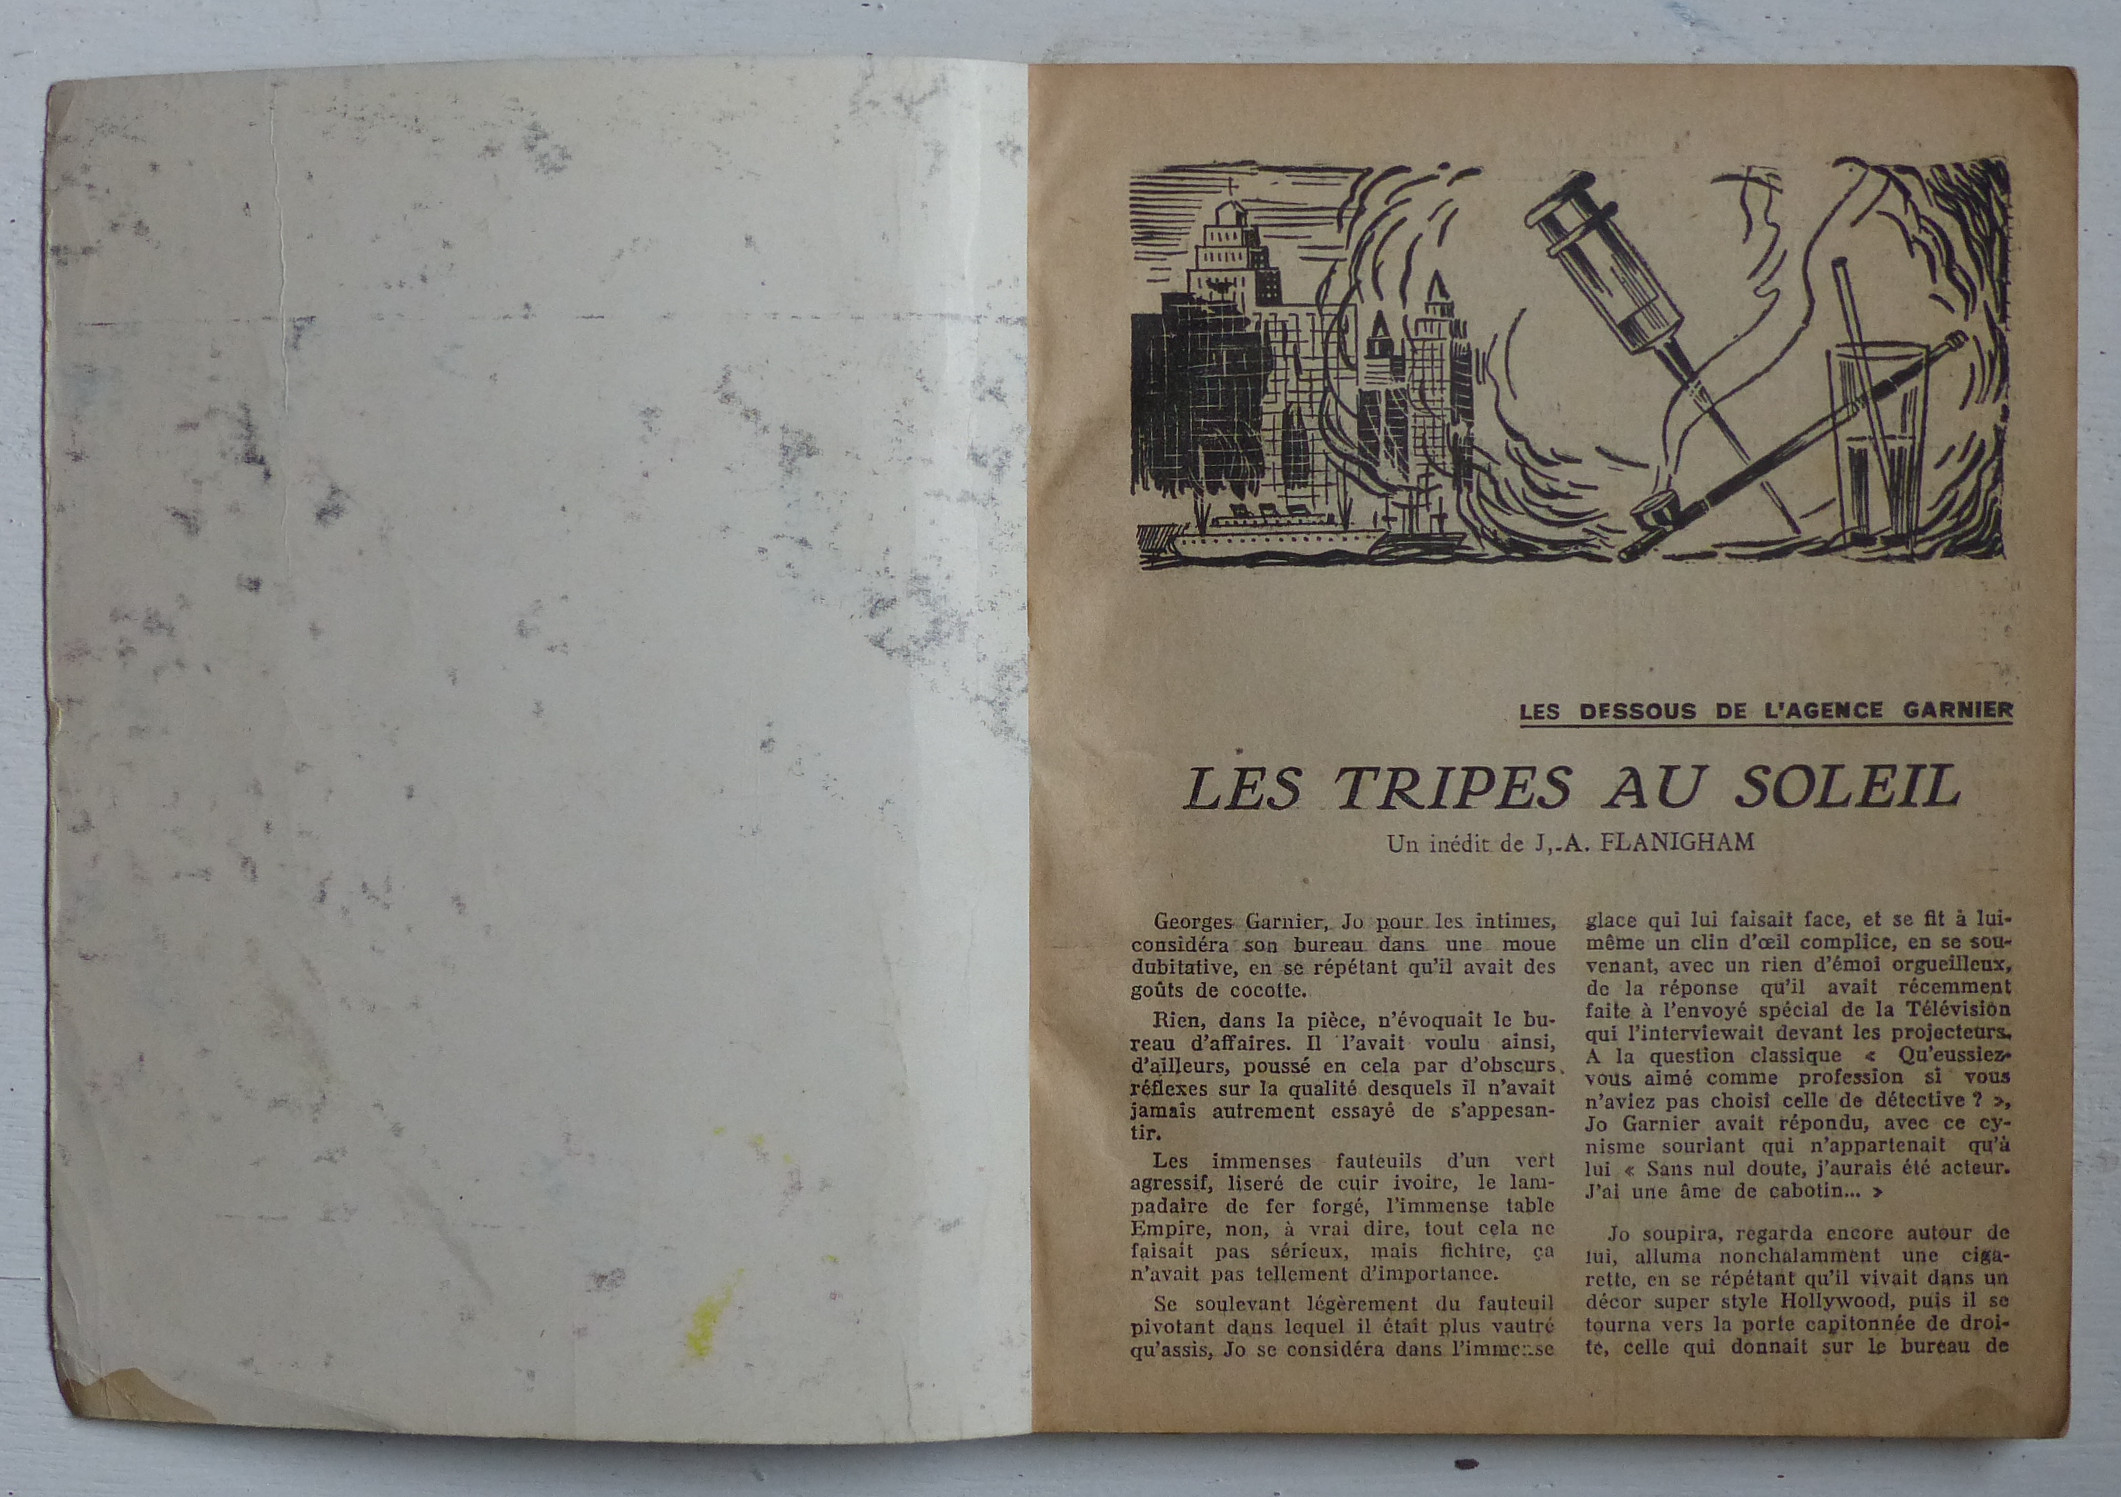 LES DESSOUS DE L'AGENCE GARNIER
LES TRIPES AU SOLEIL
Un inédit de J,.A. FLANIGHAM
Georges Garnier, Jo pour les intimes,
considéra son bureau dans une moue
dubitative, en se répétant qu'il avait des
goûts de cocotte.
Rien, dans la pièce, n'évoquait le bu-
reau d'affaires. Il l'avait voulu ainsi,
d'ailleurs, poussé en cela par d'obscurs
réflexes sur la qualité desquels il n'avait
jamais autrement essayé de s'appesan-
tir.
Les immenses fauteuils d'un vert
agressif, liseré de cuir ivoire, le lam-
padaire de fer forgé, l'immense table
Empire, non, à vrai dire, tout cela ne
faisait pas sérieux, mais fichtre, ça
n'avait pas tellement d'importance.
Se soulevant légèrement du fauteuil
pivotant dans lequel il était plus vautré
qu'assis, Jo se considéra dans l'immense
glace qui lui faisait face, et se fit à lui-
même un clin d'œil complice, en se sou-
venant, avec un rien d'émoi orgueilleux,
de la réponse qu'il avait récemment
faite à l'envoyé spécial de la Télévision
qui l'interviewait devant les projecteurs.
A la question classique « Qu'eussiez-
vous aimé comme profession si vous
n'aviez pas choisi celle de détective ? »,
Jo Garnier avait répondu, avec ce cy-
nisme souriant qui n'appartenait qu'à
lui « Sans nul doute, j'aurais été acteur.
J'ai une âme de cabotin... »
Jo soupira, regarda encore autour de
lui, alluma nonchalamment une ciga-
rette, en se répétant qu'il vivait dans un
décor super style Hollywood, puis il se
tourna vers la porte capitonnée de droi-
te, celle qui donnait sur le bureau de